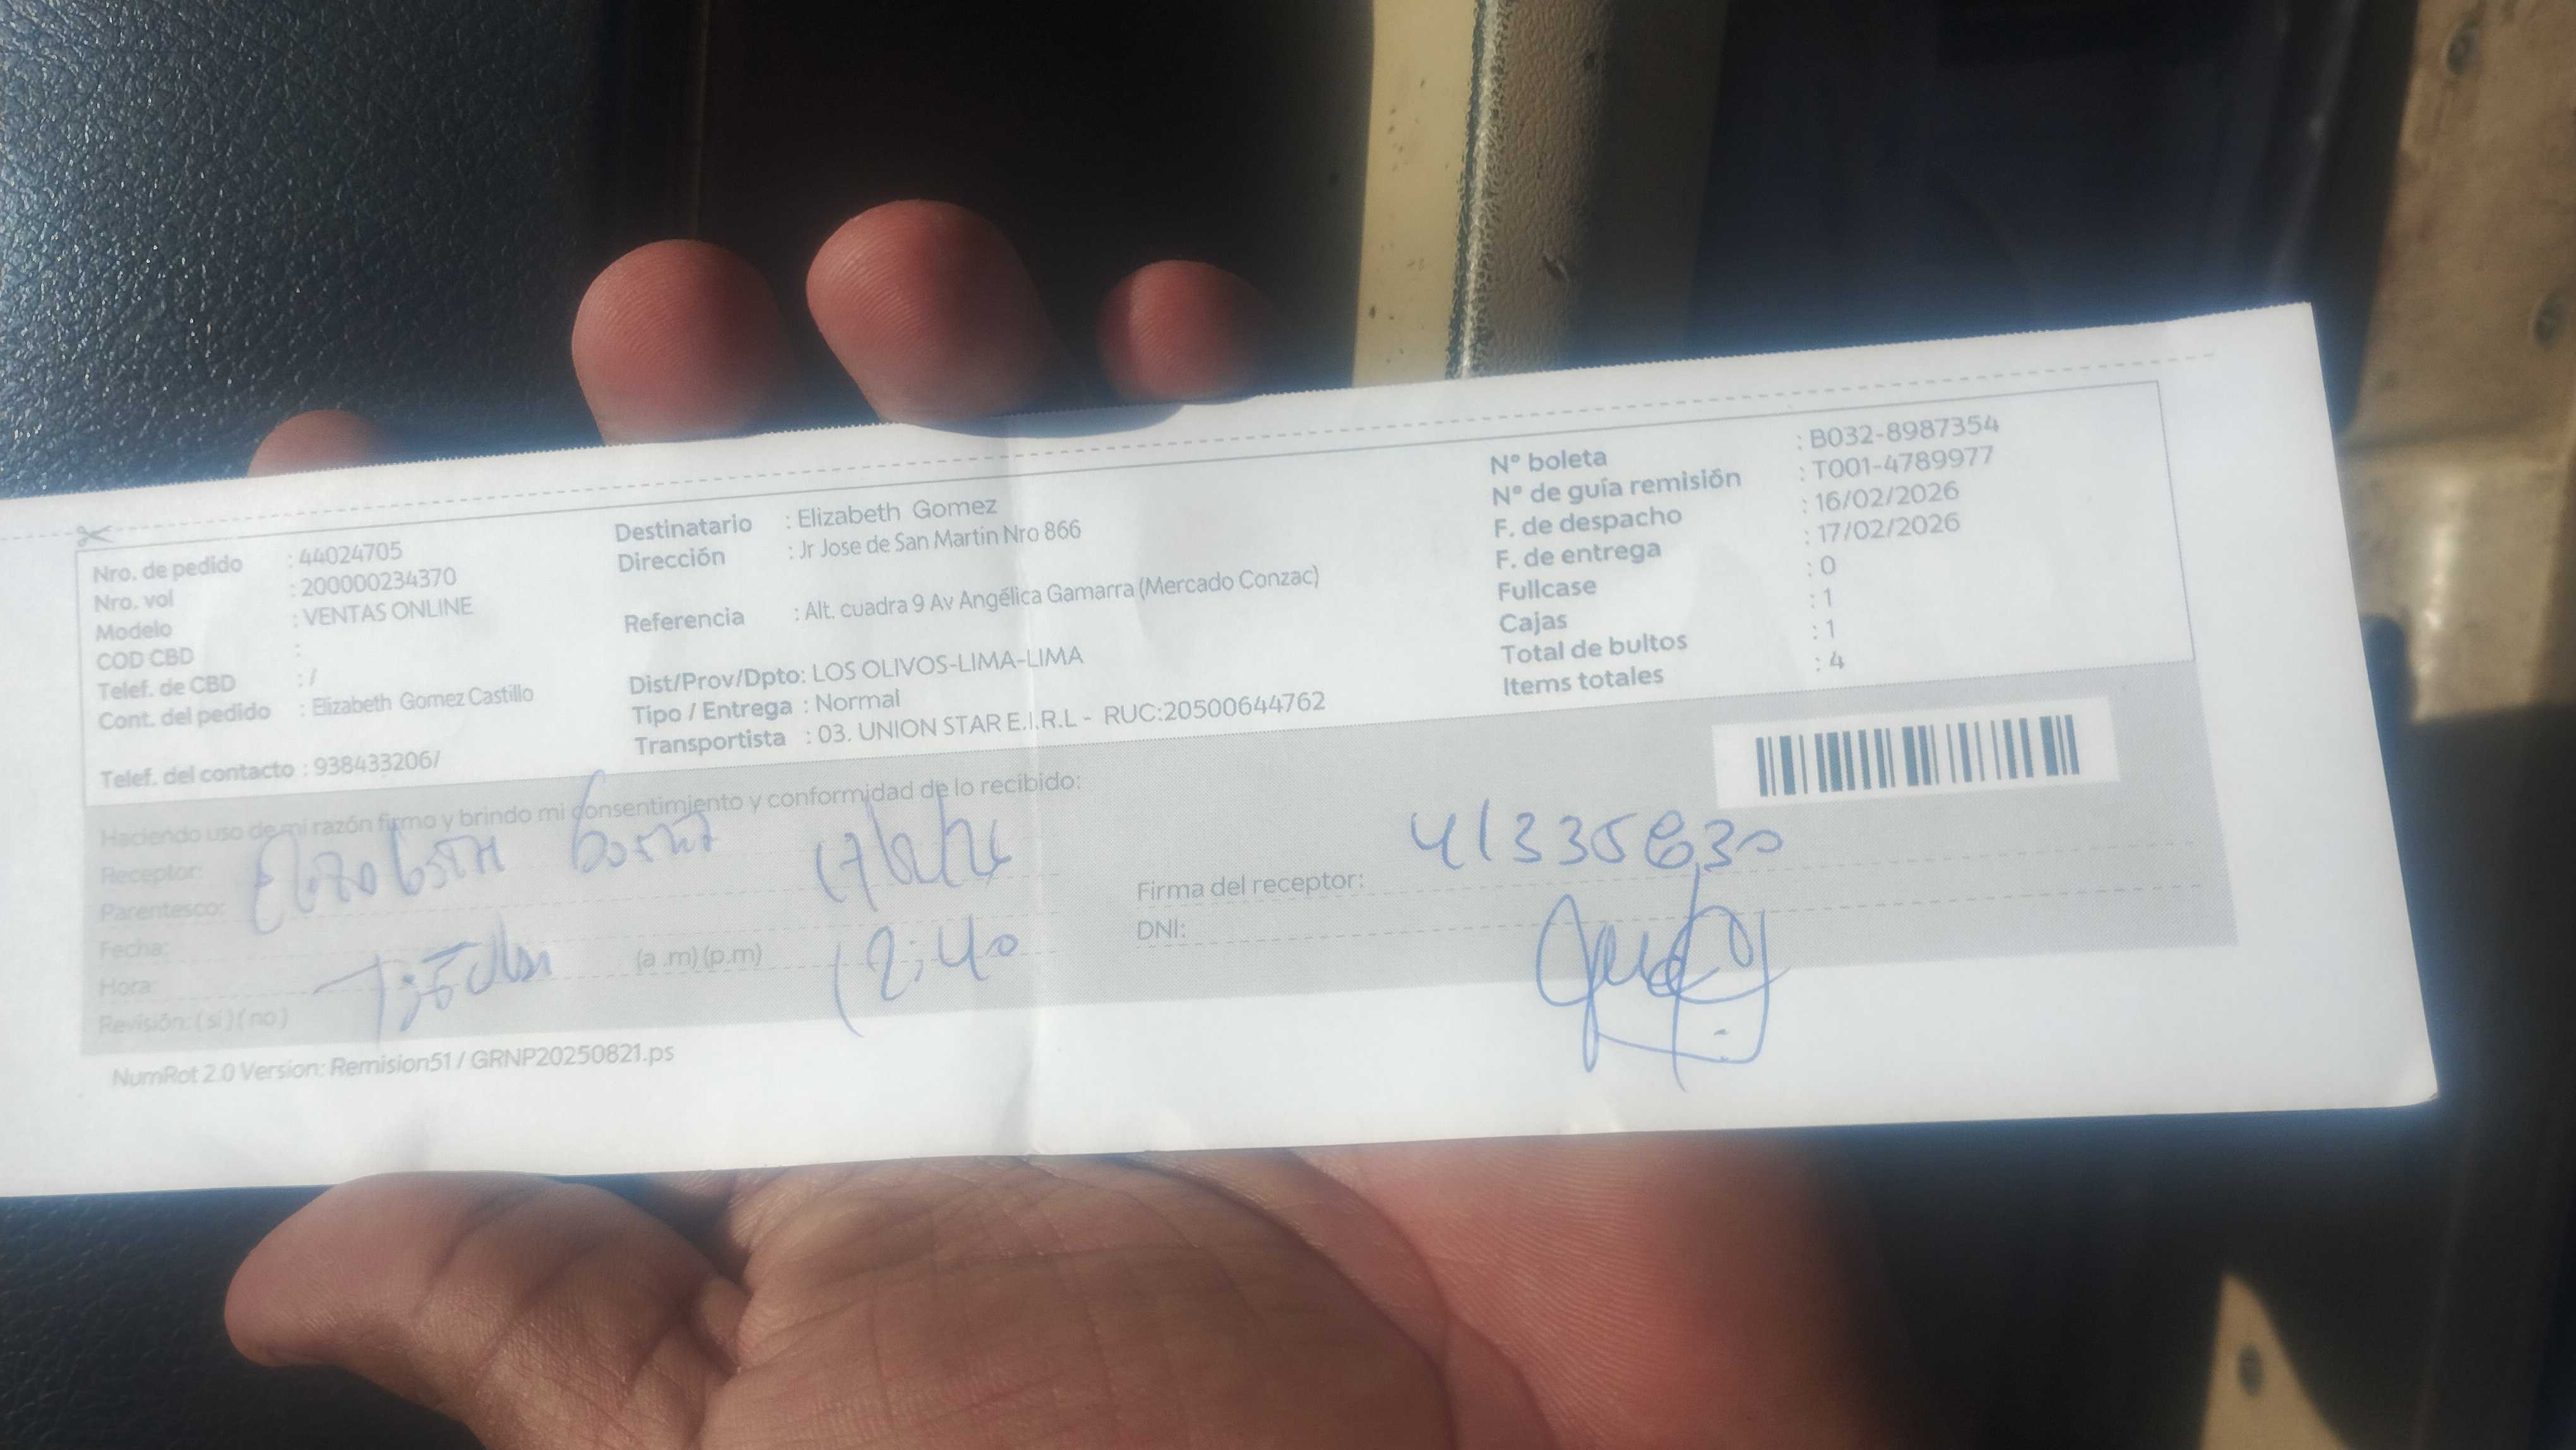 Nro. de pedido : 44024705
Nro. vol : 200000234370
Modelo : VENTAS ONLINE
COD CBD :
Telef. de CBD : /
Cont. del pedido : Elizabeth Gomez Castillo
Telef. del contacto : 938433206/
Destinatario : Elizabeth Gomez
Dirección : Jr Jose de San Martin Nro 866
Referencia : Alt. cuadra 9 Av Angélica Gamarra (Mercado Conzac)
Dist/Prov/Dpto: LOS OLIVOS-LIMA-LIMA
Tipo / Entrega : Normal
Transportista : 03. UNION STAR E.I.R.L - RUC:20500644762
Nº boleta : B032-8987354
Nº de guía remisión : T001-4789977
F. de despacho : 16/02/2026
F. de entrega : 17/02/2026
Fullcase : 0
Cajas : 1
Total de bultos : 1
Items totales : 4
Haciendo uso de mi razón firmo y brindo mi consentimiento y conformidad de lo recibido:
Receptor:
Parentesco:
Fecha:
Hora: (a .m) (p.m) 12:40
Revisión: ( si ) ( no )
Firma del receptor:
DNI:
NumRot 2.0 Version: Remision51 / GRNP20250821.ps